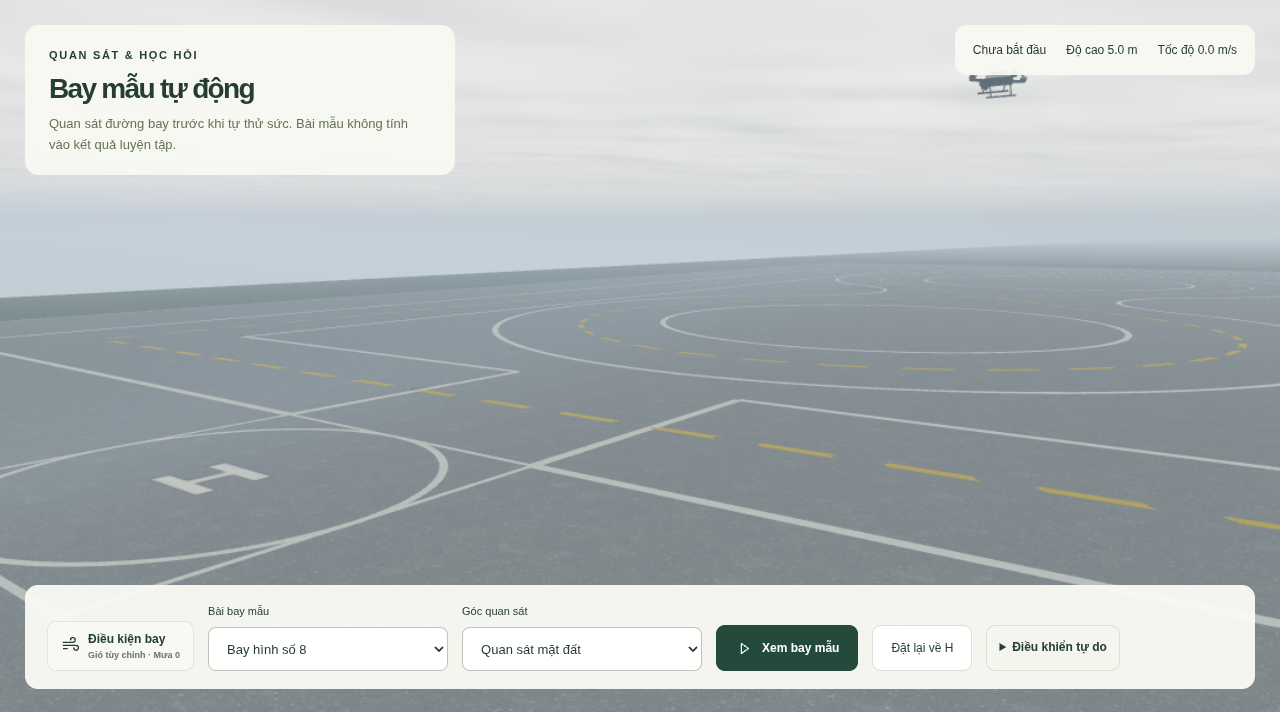 QUAN SÁT & HỌC HỎI
Bay mẫu tự động
Quan sát đường bay trước khi tự thử sức. Bài mẫu không tính
vào kết quả luyện tập.
Chưa bắt đầu Độ cao 5.0 m Tốc độ 0.0 m/s
H
Bài bay mẫu
Góc quan sát
Điều kiện bay
Gió tùy chỉnh · Mưa 0
Bay hình số 8
Quan sát mặt đất
Xem bay mẫu
Đặt lại về H
Điều khiển tự do